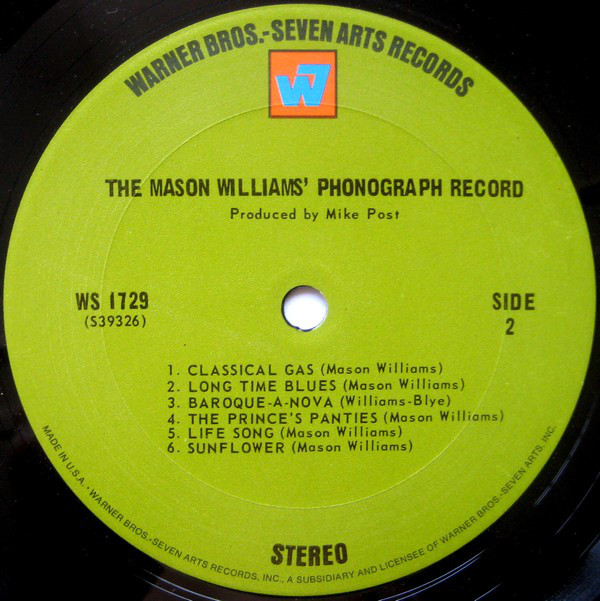 WARNER BROS.-SEVEN ARTS RECORDS
W7
THE MASON WILLIAMS' PHONOGRAPH RECORD
Produced by Mike Post
WS 1729
(S39326)
SIDE
2
1. CLASSICAL GAS (Mason Williams)
2. LONG TIME BLUES (Mason Williams)
3. BAROQUE-A-NOVA (Williams-Blye)
4. THE PRINCE'S PANTIES (Mason Williams)
5. LIFE SONG (Mason Williams)
6. SUNFLOWER (Mason Williams)
STEREO
MADE IN U.S.A. • WARNER BROS.-SEVEN ARTS RECORDS, INC., A SUBSIDIARY AND LICENSEE OF WARNER BROS.-SEVEN ARTS, INC.